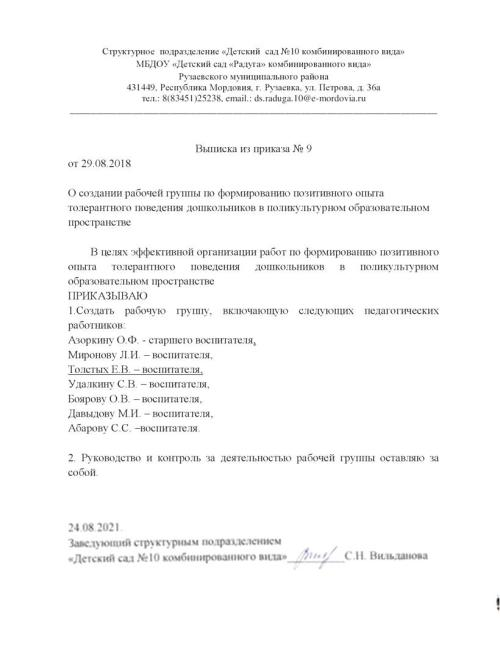 Структурное подразделение «Детский сад №10 комбинированного вида»
МБДОУ «Детский сад «Радуга» комбинированного вида»
Рузаевского муниципального района
431449, Республика Мордовия, г. Рузаевка, ул. Петрова, д. 36а
тел.: 8(83451)25238, email.: ds.raduga.10@e-mordovia.ru
Выписка из приказа № 9
от 29.08.2018
О создании рабочей группы по формированию позитивного опыта
толерантного поведения дошкольников в поликультурном образовательном
пространстве
В целях эффективной организации работ по формированию позитивного
опыта толерантного поведения дошкольников в поликультурном
образовательном пространстве
ПРИКАЗЫВАЮ
1.Создать рабочую группу, включающую следующих педагогических
работников:
Азоркину О.Ф. - старшего воспитателя,
Миронову Л.И. – воспитателя,
Толстых Е.В. – воспитателя,
Удалкину С.В. – воспитателя,
Боярову О.В. – воспитателя,
Давыдову М.И. – воспитателя,
Абарову С.С. –воспитателя.
2. Руководство и контроль за деятельностью рабочей группы оставляю за
собой.
24.08.2021.
Заведующий структурным подразделением
«Детский сад №10 комбинированного вида» С.Н. Вильданова